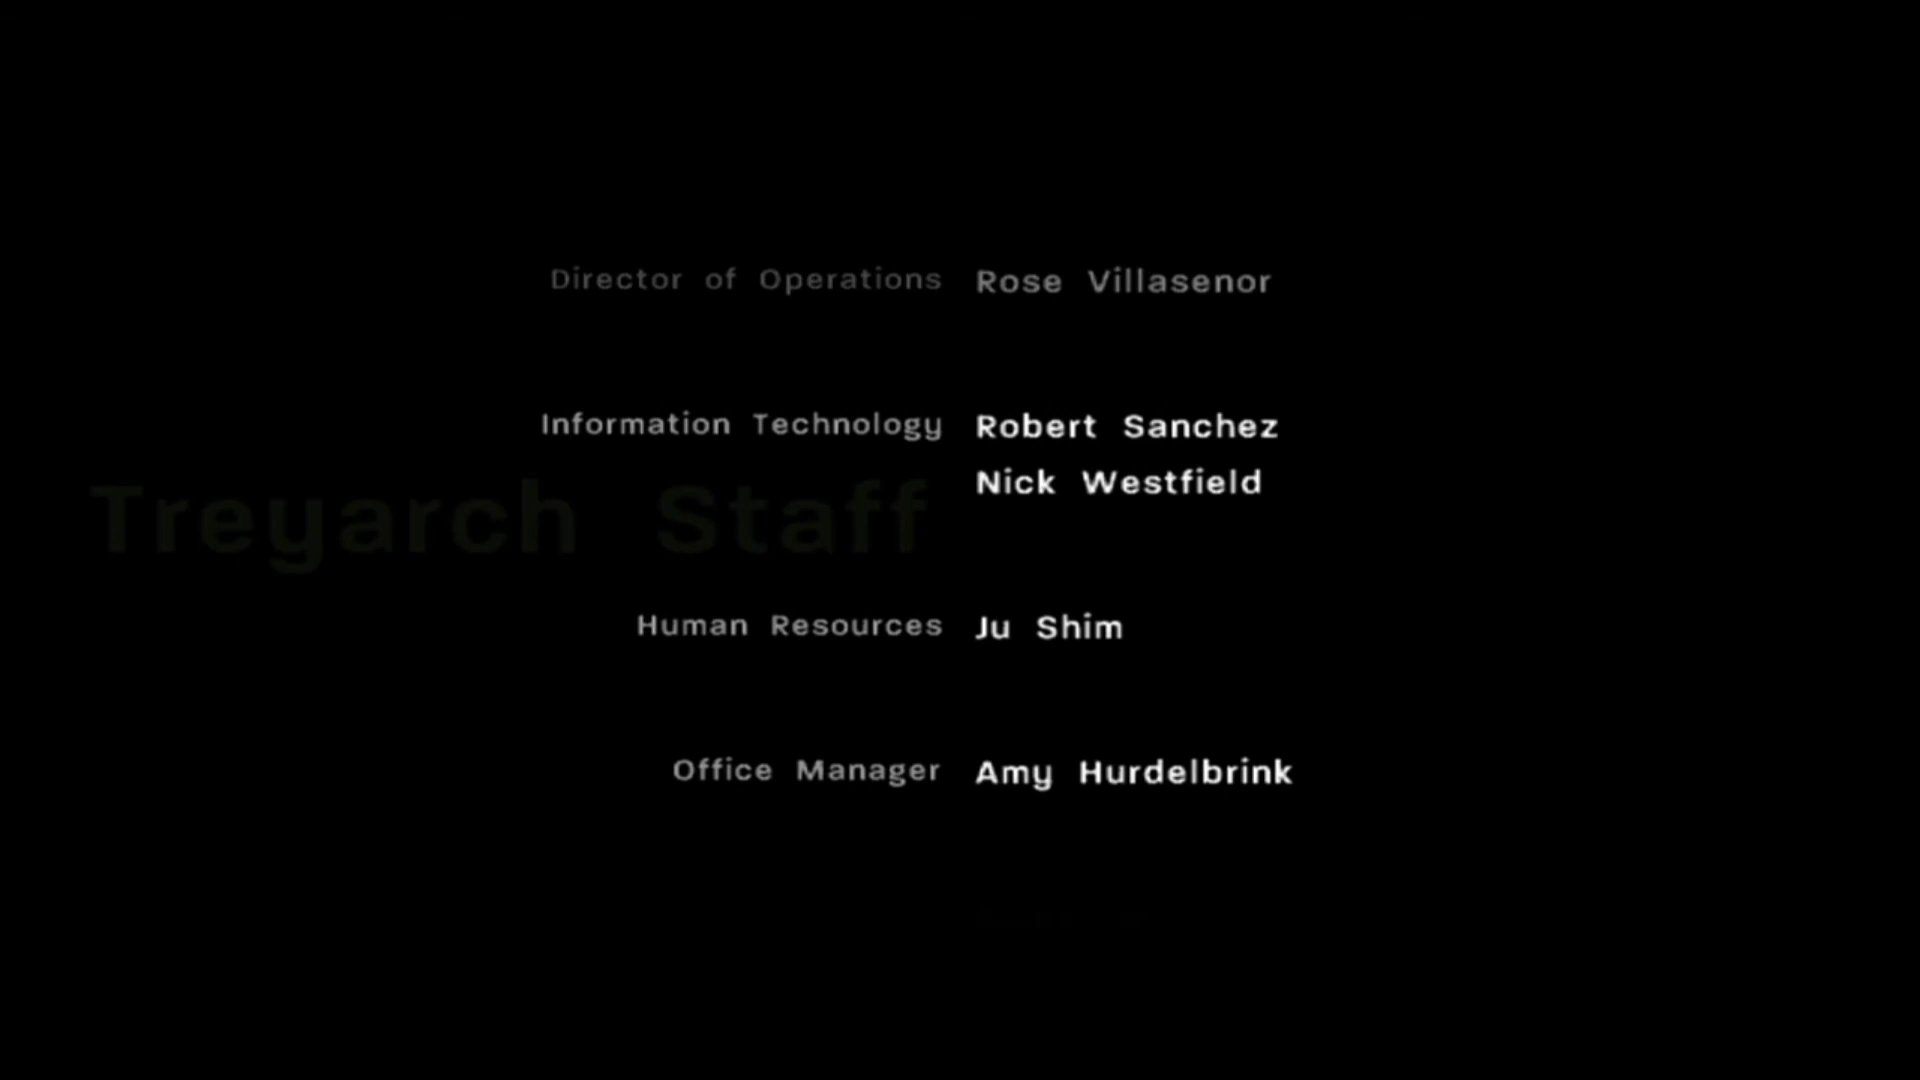 Director of Operations Rose Villasenor
Information Technology Robert Sanchez
Nick Westfield
Treyarch Staff
Human Resources Ju Shim
Office Manager Amy Hurdelbrink